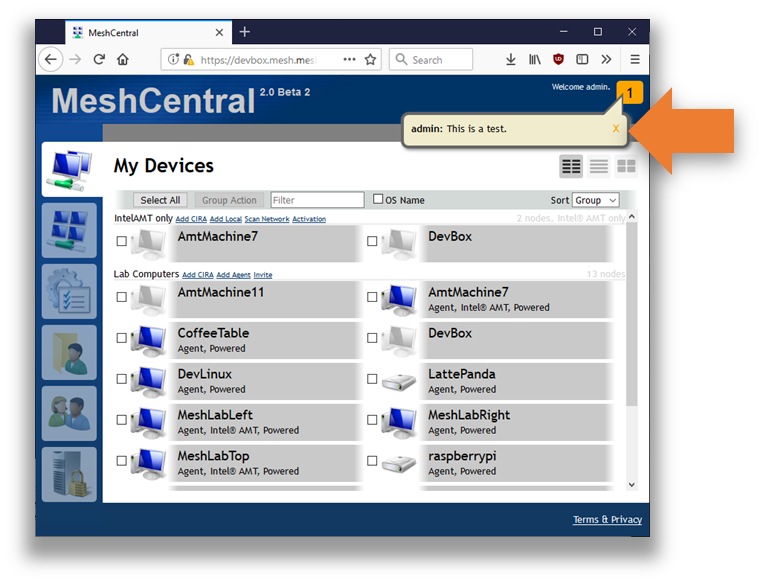 MeshCentral
https://devbox.mesh.mes
Search
MeshCentral 2.0 Beta 2
Welcome admin.
1
admin: This is a test. X
My Devices
Select All Group Action Filter OS Name Sort Group
IntelAMT only Add CIRA Add Local Scan Network Activation 2 nodes, Intel® AMT only
AmtMachine7 DevBox
Lab Computers Add CIRA Add Agent Invite 13 nodes
AmtMachine11 AmtMachine7
Agent, Intel® AMT, Powered
CoffeeTable DevBox
Agent, Powered
DevLinux LattePanda
Agent, Powered Agent, Powered
MeshLabLeft MeshLabRight
Agent, Intel® AMT, Powered Agent, Intel® AMT, Powered
MeshLabTop raspberrypi
Agent, Intel® AMT, Powered Agent, Powered
Terms & Privacy